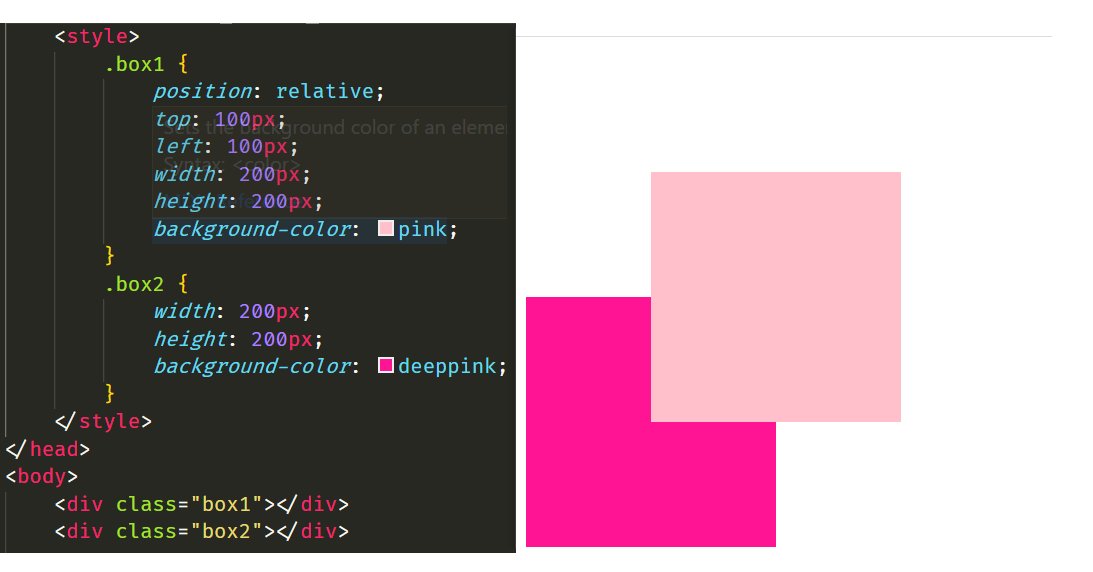 <style>
.box1 {
position: relative;
top: 100px;
left: 100px;
width: 200px;
height: 200px;
background-color: pink;
}
.box2 {
width: 200px;
height: 200px;
background-color: deeppink;
}
</style>
</head>
<body>
<div class="box1"></div>
<div class="box2"></div>
Sets the background color of an eleme
Syntax: <color>